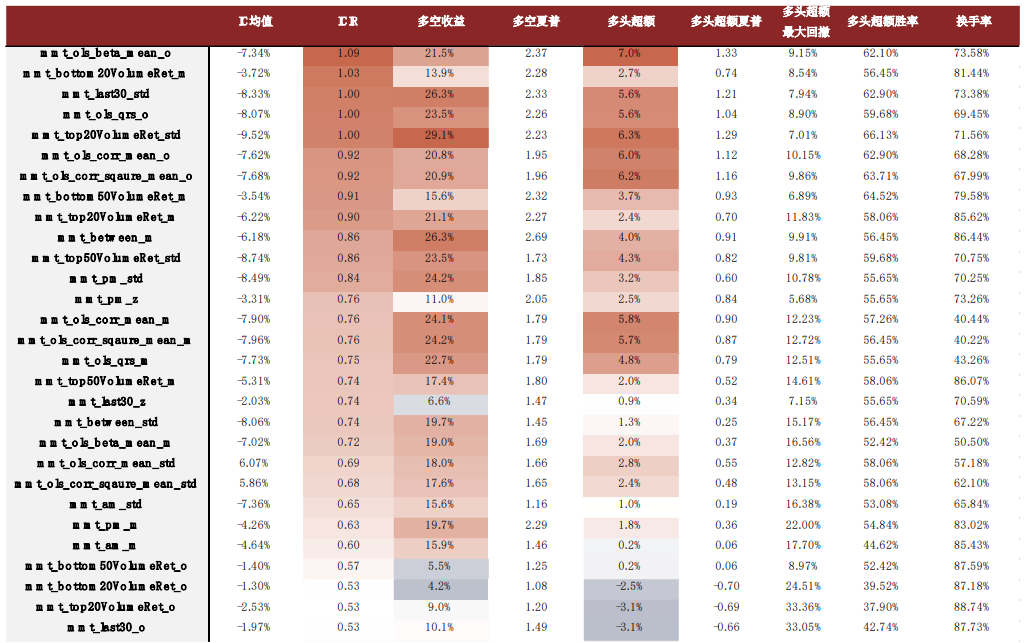 IC均值 ICIR 多空收益 多空夏普 多头超额 多头超额夏普 多头超额最大回撤 多头超额胜率 换手率
mmt_ols_beta_mean_o -7.34% 1.09 21.5% 2.37 7.0% 1.33 9.15% 62.10% 73.58%
mmt_bottom20VolumeRet_m -3.72% 1.03 13.9% 2.28 2.7% 0.74 8.54% 56.45% 81.44%
mmt_last30_std -8.33% 1.00 26.3% 2.33 5.6% 1.21 7.94% 62.90% 73.38%
mmt_ols_qrs_o -8.07% 1.00 23.5% 2.26 5.6% 1.04 8.90% 59.68% 69.45%
mmt_top20VolumeRet_std -9.52% 1.00 29.1% 2.23 6.3% 1.29 7.01% 66.13% 71.56%
mmt_ols_corr_mean_o -7.62% 0.92 20.8% 1.95 6.0% 1.12 10.15% 62.90% 68.28%
mmt_ols_corr_sqaure_mean_o -7.68% 0.92 20.9% 1.96 6.2% 1.16 9.86% 63.71% 67.99%
mmt_bottom50VolumeRet_m -3.54% 0.91 15.6% 2.32 3.7% 0.93 6.89% 64.52% 79.58%
mmt_top20VolumeRet_m -6.22% 0.90 21.1% 2.27 2.4% 0.70 11.83% 58.06% 85.62%
mmt_between_m -6.18% 0.86 26.3% 2.69 4.0% 0.91 9.91% 56.45% 86.44%
mmt_top50VolumeRet_std -8.74% 0.86 23.5% 1.73 4.3% 0.82 9.81% 59.68% 70.75%
mmt_pm_std -8.49% 0.84 24.2% 1.85 3.2% 0.60 10.78% 55.65% 70.25%
mmt_pm_z -3.31% 0.76 11.0% 2.05 2.5% 0.84 5.68% 55.65% 73.26%
mmt_ols_corr_mean_m -7.90% 0.76 24.1% 1.79 5.8% 0.90 12.23% 57.26% 40.44%
mmt_ols_corr_sqaure_mean_m -7.96% 0.76 24.2% 1.79 5.7% 0.87 12.72% 56.45% 40.22%
mmt_ols_qrs_m -7.73% 0.75 22.7% 1.79 4.8% 0.79 12.51% 55.65% 43.26%
mmt_top50VolumeRet_m -5.31% 0.74 17.4% 1.80 2.0% 0.52 14.61% 58.06% 86.07%
mmt_last30_z -2.03% 0.74 6.6% 1.47 0.9% 0.34 7.15% 55.65% 70.59%
mmt_between_std -8.06% 0.74 19.7% 1.45 1.3% 0.25 15.17% 56.45% 67.22%
mmt_ols_beta_mean_m -7.02% 0.72 19.0% 1.69 2.0% 0.37 16.56% 52.42% 50.50%
mmt_ols_corr_mean_std 6.07% 0.69 18.0% 1.66 2.8% 0.55 12.82% 58.06% 57.18%
mmt_ols_corr_sqaure_mean_std 5.86% 0.68 17.6% 1.65 2.4% 0.48 13.15% 58.06% 62.10%
mmt_am_std -7.36% 0.65 15.6% 1.16 1.0% 0.19 16.38% 53.08% 65.84%
mmt_pm_m -4.26% 0.63 19.7% 2.29 1.8% 0.36 22.00% 54.84% 83.02%
mmt_am_m -4.64% 0.60 15.9% 1.46 0.2% 0.06 17.70% 44.62% 85.43%
mmt_bottom50VolumeRet_o -1.40% 0.57 5.5% 1.25 0.2% 0.06 8.97% 52.42% 87.59%
mmt_bottom20VolumeRet_o -1.30% 0.53 4.2% 1.08 -2.5% -0.70 24.51% 39.52% 87.18%
mmt_top20VolumeRet_o -2.53% 0.53 9.0% 1.20 -3.1% -0.69 33.36% 37.90% 88.74%
mmt_last30_o -1.97% 0.53 10.1% 1.49 -3.1% -0.66 33.05% 42.74% 87.73%